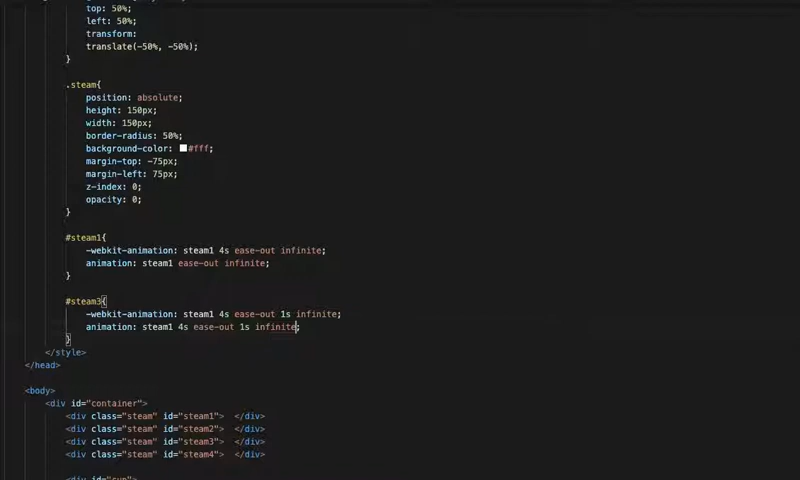 top: 50%;
left: 50%;
transform:
translate(-50%, -50%);
}
.steam{
position: absolute;
height: 150px;
width: 150px;
border-radius: 50%;
background-color: #fff;
margin-top: -75px;
margin-left: 75px;
z-index: 0;
opacity: 0;
}
#steam1{
-webkit-animation: steam1 4s ease-out infinite;
animation: steam1 ease-out infinite;
}
#steam3{
-webkit-animation: steam1 4s ease-out 1s infinite;
animation: steam1 4s ease-out 1s infinite;
}
</style>
</head>
<body>
<div id="container">
<div class="steam" id="steam1"> </div>
<div class="steam" id="steam2"> </div>
<div class="steam" id="steam3"> </div>
<div class="steam" id="steam4"> </div>
<div id="cup">